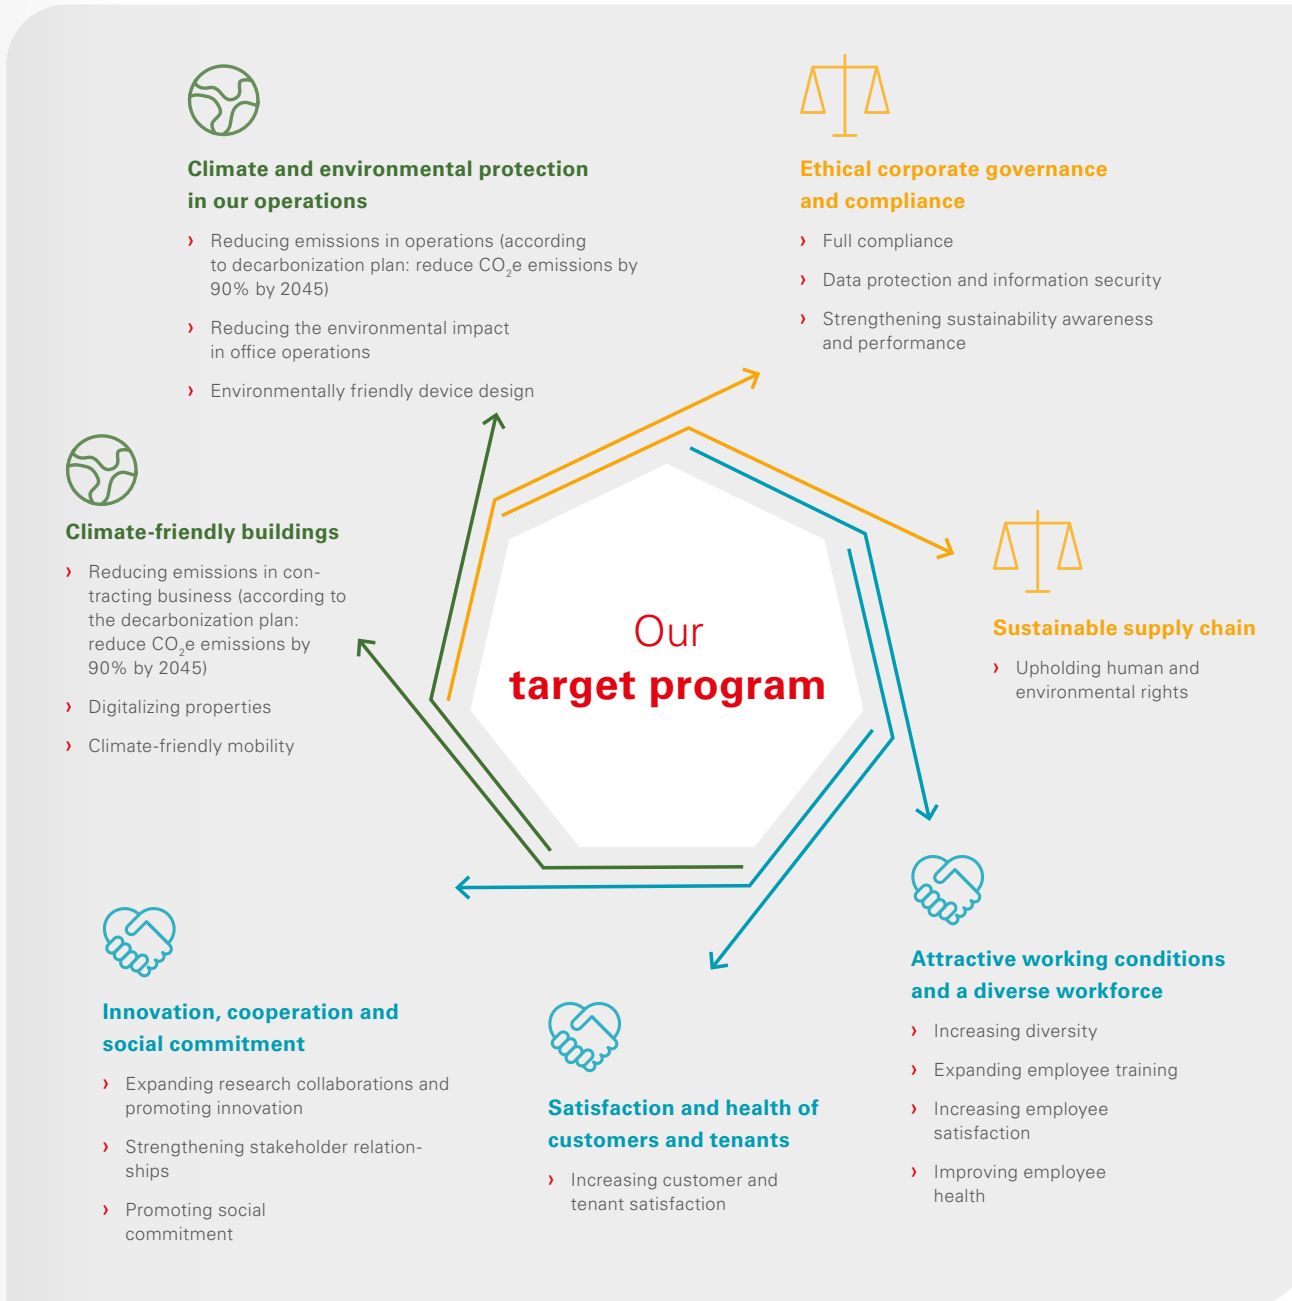 Climate and environmental protection
in our operations
› Reducing emissions in operations (according
to decarbonization plan: reduce CO₂e emissions by
90% by 2045)
› Reducing the environmental impact
in office operations
› Environmentally friendly device design
Ethical corporate governance
and compliance
› Full compliance
› Data protection and information security
› Strengthening sustainability awareness
and performance
Climate-friendly buildings
› Reducing emissions in con-
tracting business (according to
the decarbonization plan:
reduce CO₂e emissions by
90% by 2045)
› Digitalizing properties
› Climate-friendly mobility
Our
target program
Sustainable supply chain
› Upholding human and
environmental rights
Innovation, cooperation and
social commitment
› Expanding research collaborations and
promoting innovation
› Strengthening stakeholder relation-
ships
› Promoting social
commitment
Satisfaction and health of
customers and tenants
› Increasing customer and
tenant satisfaction
Attractive working conditions
and a diverse workforce
› Increasing diversity
› Expanding employee training
› Increasing employee
satisfaction
› Improving employee
health